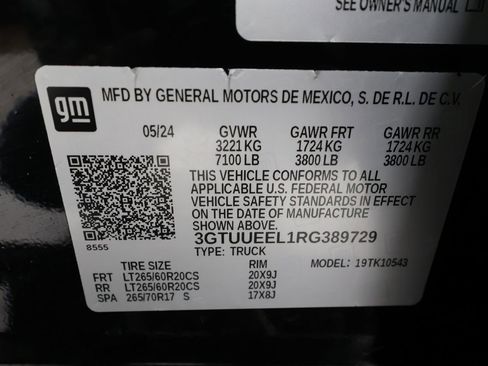 SEE OWNER'S MANUAL
gm
MFD BY GENERAL MOTORS DE MEXICO, S. DE R.L. DE C.V.
05/24 GVWR GAWR FRT GAWR RR
3221 KG 1724 KG 1724 KG
7100 LB 3800 LB 3800 LB
THIS VEHICLE CONFORMS TO ALL
APPLICABLE U.S. FEDERAL MOTOR
VEHICLE SAFETY STANDARDS IN EFFECT
ON THE DATE OF MANUFACTURE
SHOWN ABOVE.
3GTUUEEL1RG389729
8555 TYPE: TRUCK MODEL: 19TK10543
TIRE SIZE RIM
FRT LT265/60R20CS 20X9J
RR LT265/60R20CS 20X9J
SPA 265/70R17 S 17X8J